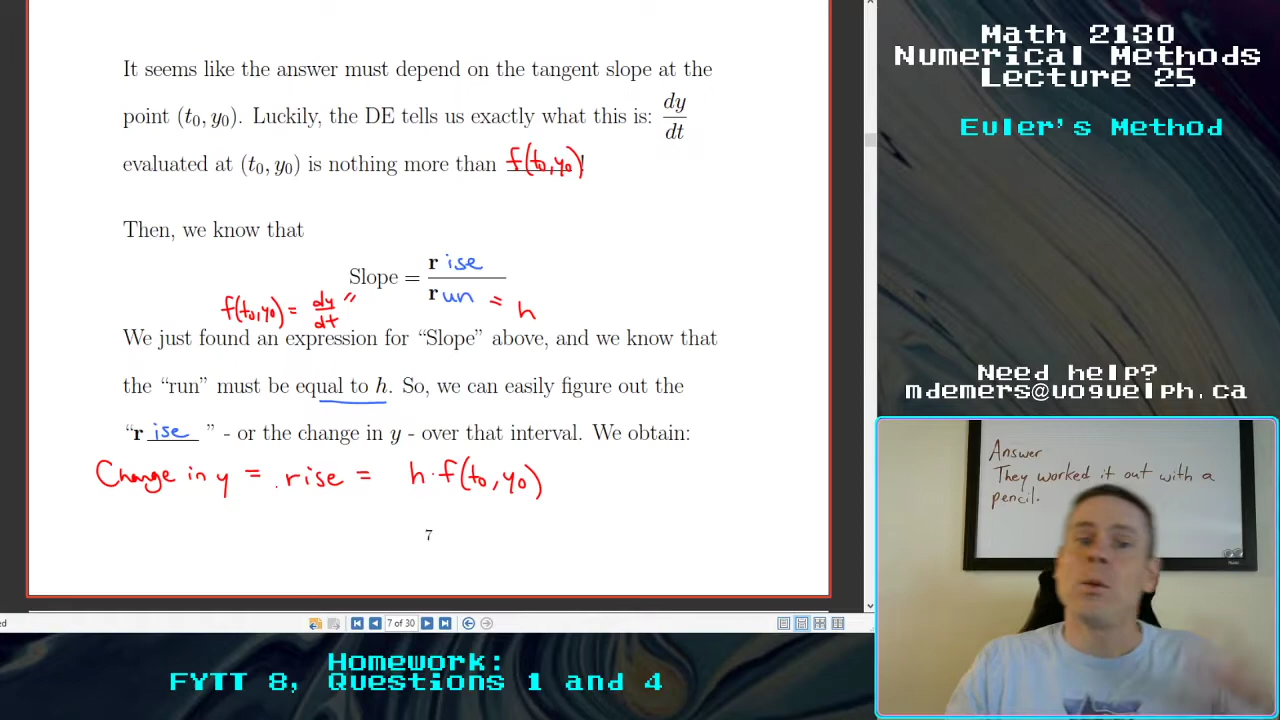 It seems like the answer must depend on the tangent slope at the
point (t₀, y₀). Luckily, the DE tells us exactly what this is: dy/dt
evaluated at (t₀, y₀) is nothing more than f(t₀,y₀)!
Then, we know that
Slope = rise/run = h
f(t₀,y₀) = dy/dt "
We just found an expression for “Slope” above, and we know that
the “run” must be equal to h. So, we can easily figure out the
“rise” - or the change in y - over that interval. We obtain:
Change in y = rise = h·f(t₀,y₀)
7
7 of 30
Math 2130
Numerical Methods
Lecture 25
Euler's Method
Need help?
mdemers@uoguelph.ca
Answer
They worked it out with a
pencil.
Homework:
FYTT 8, Questions 1 and 4